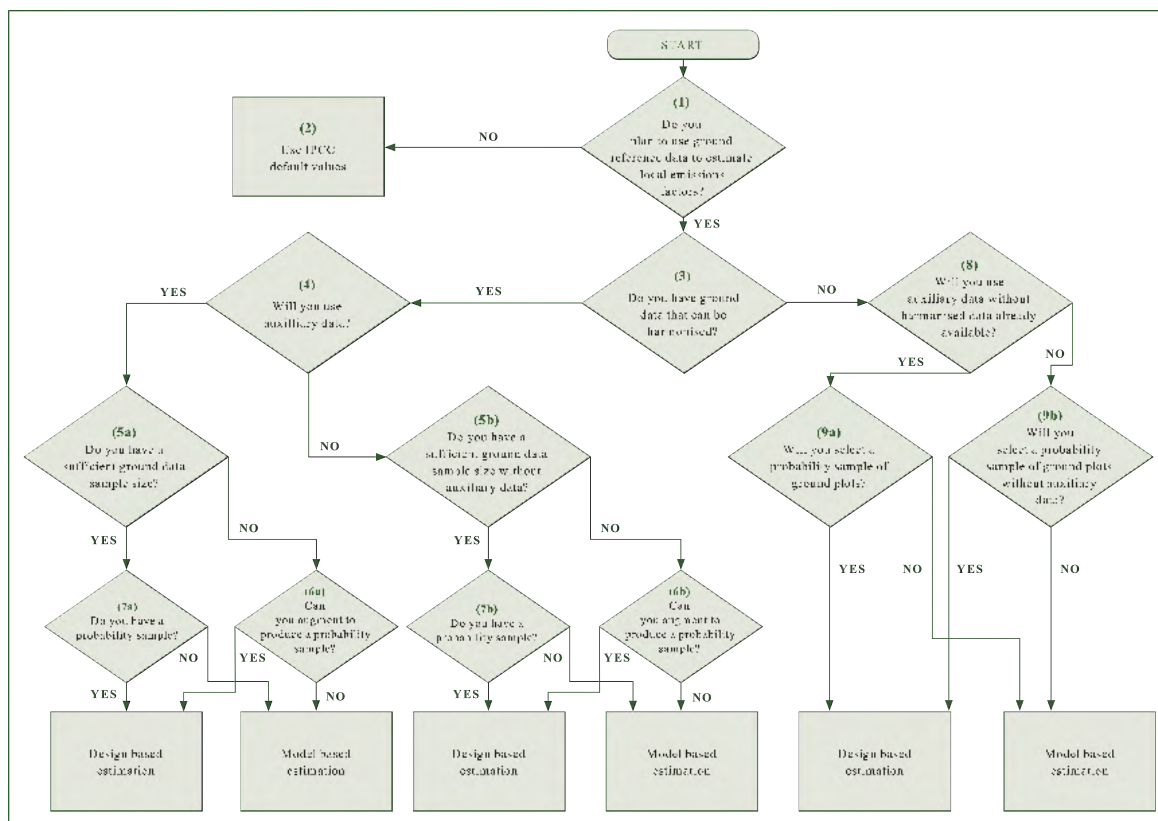 START
(1)
Do you
plan to use ground
reference data to estimate
local emissions
factors?
NO
(2)
Use IPCC
default values
YES
(3)
Do you have ground
data that can be
harmonised?
YES
NO
(4)
Will you use
auxilliary data?
YES
NO
(8)
Will you use
auxiliary data without
harmarised data already
available?
YES
NO
(5a)
Do you have a
sufficient ground data
sample size?
YES
NO
(5b)
Do you have a
sufficient ground data
sample size without
auxiliary data?
YES
NO
(9a)
Will you select a
probability sample of
ground plots?
YES
NO
(9b)
Will you
select a probability
sample of ground plots
without auxiliary
data?
YES
NO
(7a)
Do you have a
probability sample?
YES
NO
(6a)
Can
you augment to
produce a probability
sample?
YES
NO
(7b)
Do you have a
probability sample?
YES
NO
(6b)
Can
you augment to
produce a probability
sample?
YES
NO
Design based
estimation
Model based
estimation
Design based
estimation
Model based
estimation
Design based
estimation
Model based
estimation